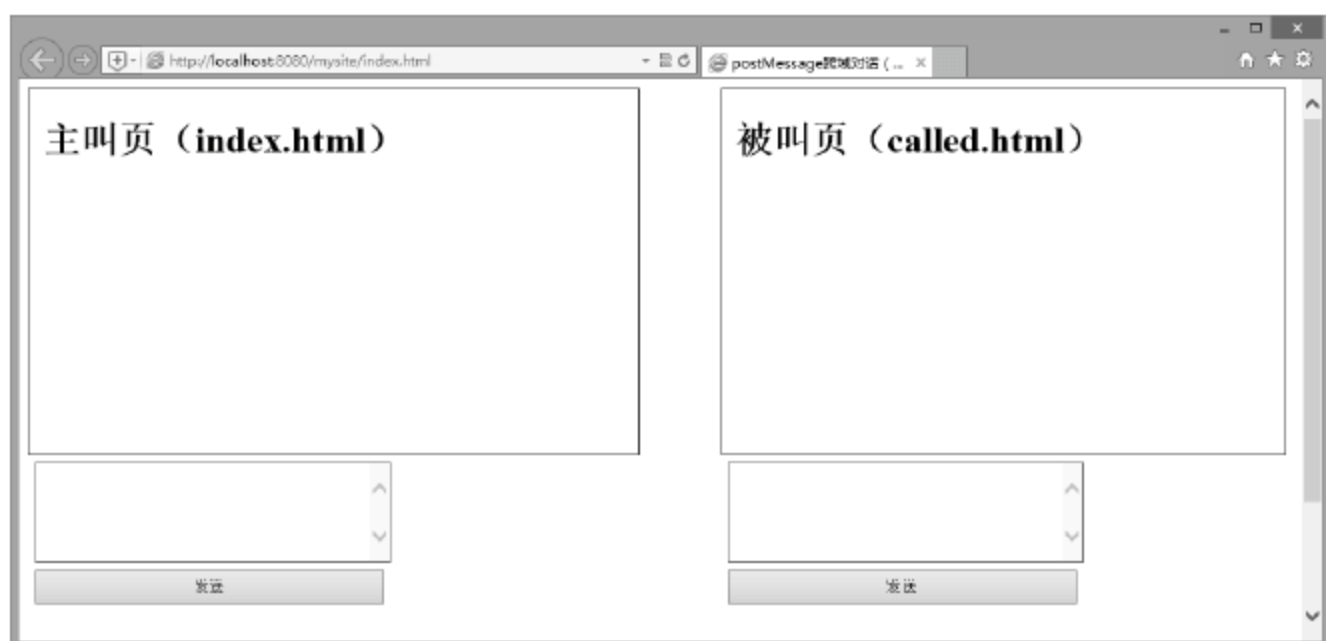 http://localhost:8080/mysite/index.html
postMessage跨域对话 ( ...
主叫页（index.html）
被叫页（called.html）
发送
发送